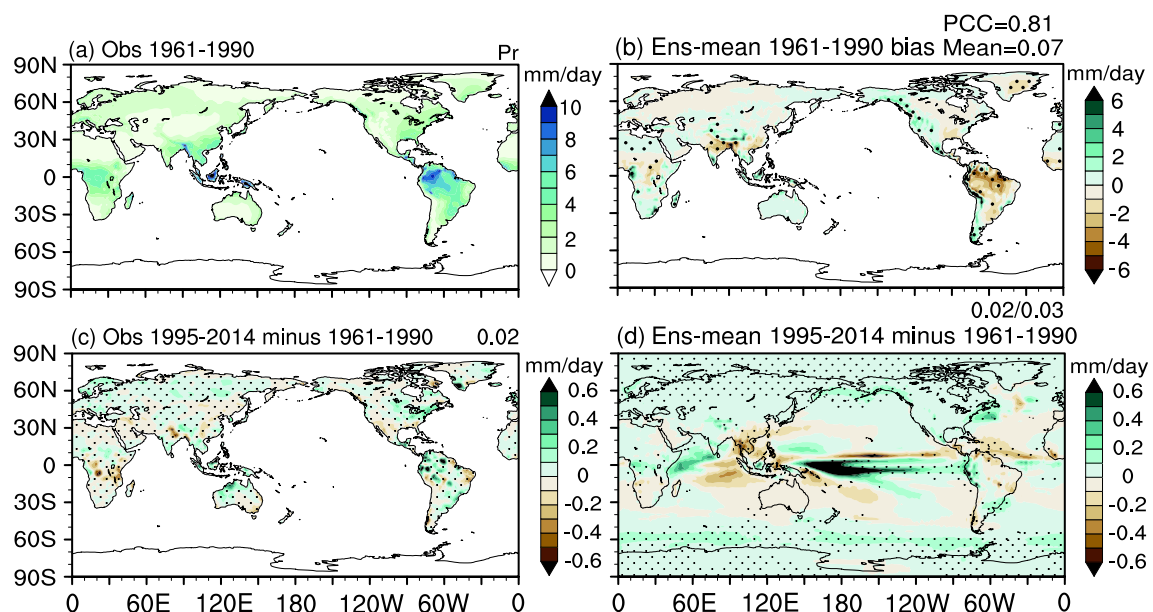 PCC=0.81
(a) Obs 1961-1990 Pr
(b) Ens-mean 1961-1990 bias Mean=0.07
90N
60N
30N
0
30S
60S
90S
mm/day
10
8
6
4
2
0
mm/day
6
4
2
0
-2
-4
-6
0.02/0.03
(c) Obs 1995-2014 minus 1961-1990 0.02
(d) Ens-mean 1995-2014 minus 1961-1990
90N
60N
30N
0
30S
60S
90S
mm/day
0.6
0.4
0.2
0
-0.2
-0.4
-0.6
mm/day
0.6
0.4
0.2
0
-0.2
-0.4
-0.6
0 60E 120E 180 120W 60W 0
0 60E 120E 180 120W 60W 0